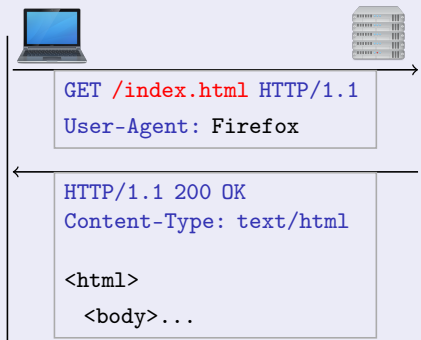 GET /index.html HTTP/1.1
User-Agent: Firefox
HTTP/1.1 200 OK
Content-Type: text/html
<html>
<body>...